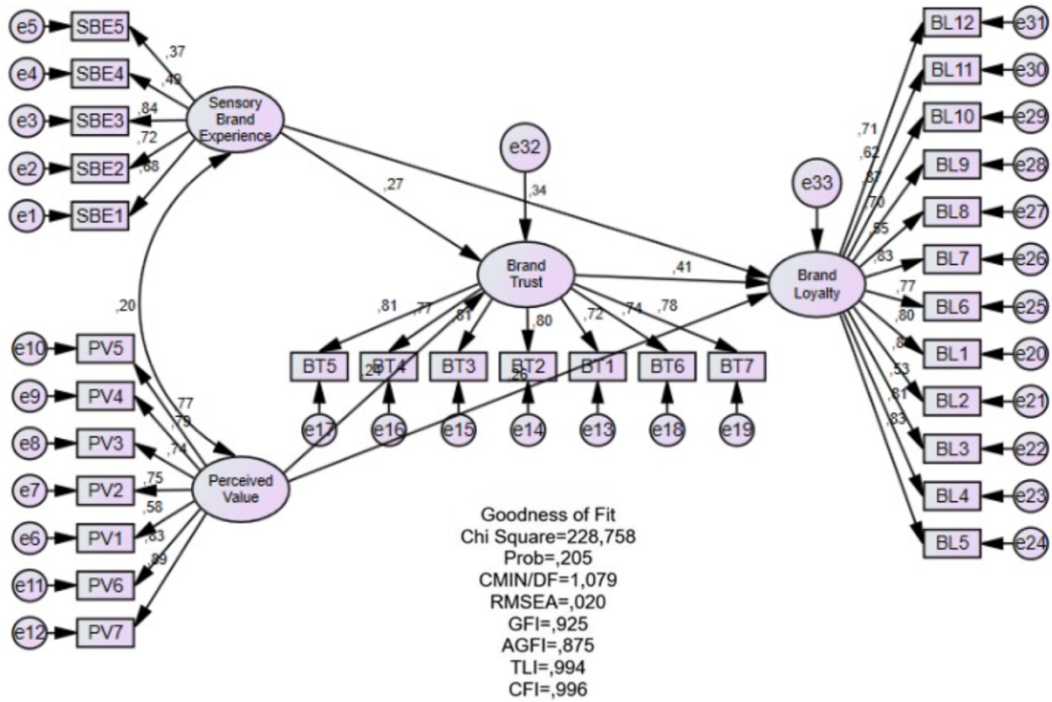 e5 SBE5
e4 SBE4
e3 SBE3
e2 SBE2
e1 SBE1
,37
,49
,84
,72
,68
Sensory
Brand
Experience
,20
,27
,34
e32
Brand
Trust
,41
e33
Brand
Loyalty
,81
,77
,81
,80
,72
,74
,78
BT5 BT4 BT3 BT2 BT1 BT6 BT7
,26
e17 e16 e15 e14 e13 e18 e19
e10 PV5
e9 PV4
e8 PV3
e7 PV2
e6 PV1
e11 PV6
e12 PV7
,77
,79
,74
,75
,58
,83
,89
Perceived
Value
BL12 e31
BL11 e30
BL10 e29
BL9 e28
BL8 e27
BL7 e26
BL6 e25
BL1 e20
BL2 e21
BL3 e22
BL4 e23
BL5 e24
,71
,62
,70
,83
,77
,80
,53
,81
,83
Goodness of Fit
Chi Square=228,758
Prob=,205
CMIN/DF=1,079
RMSEA=,020
GFI=,925
AGFI=,875
TLI=,994
CFI=,996